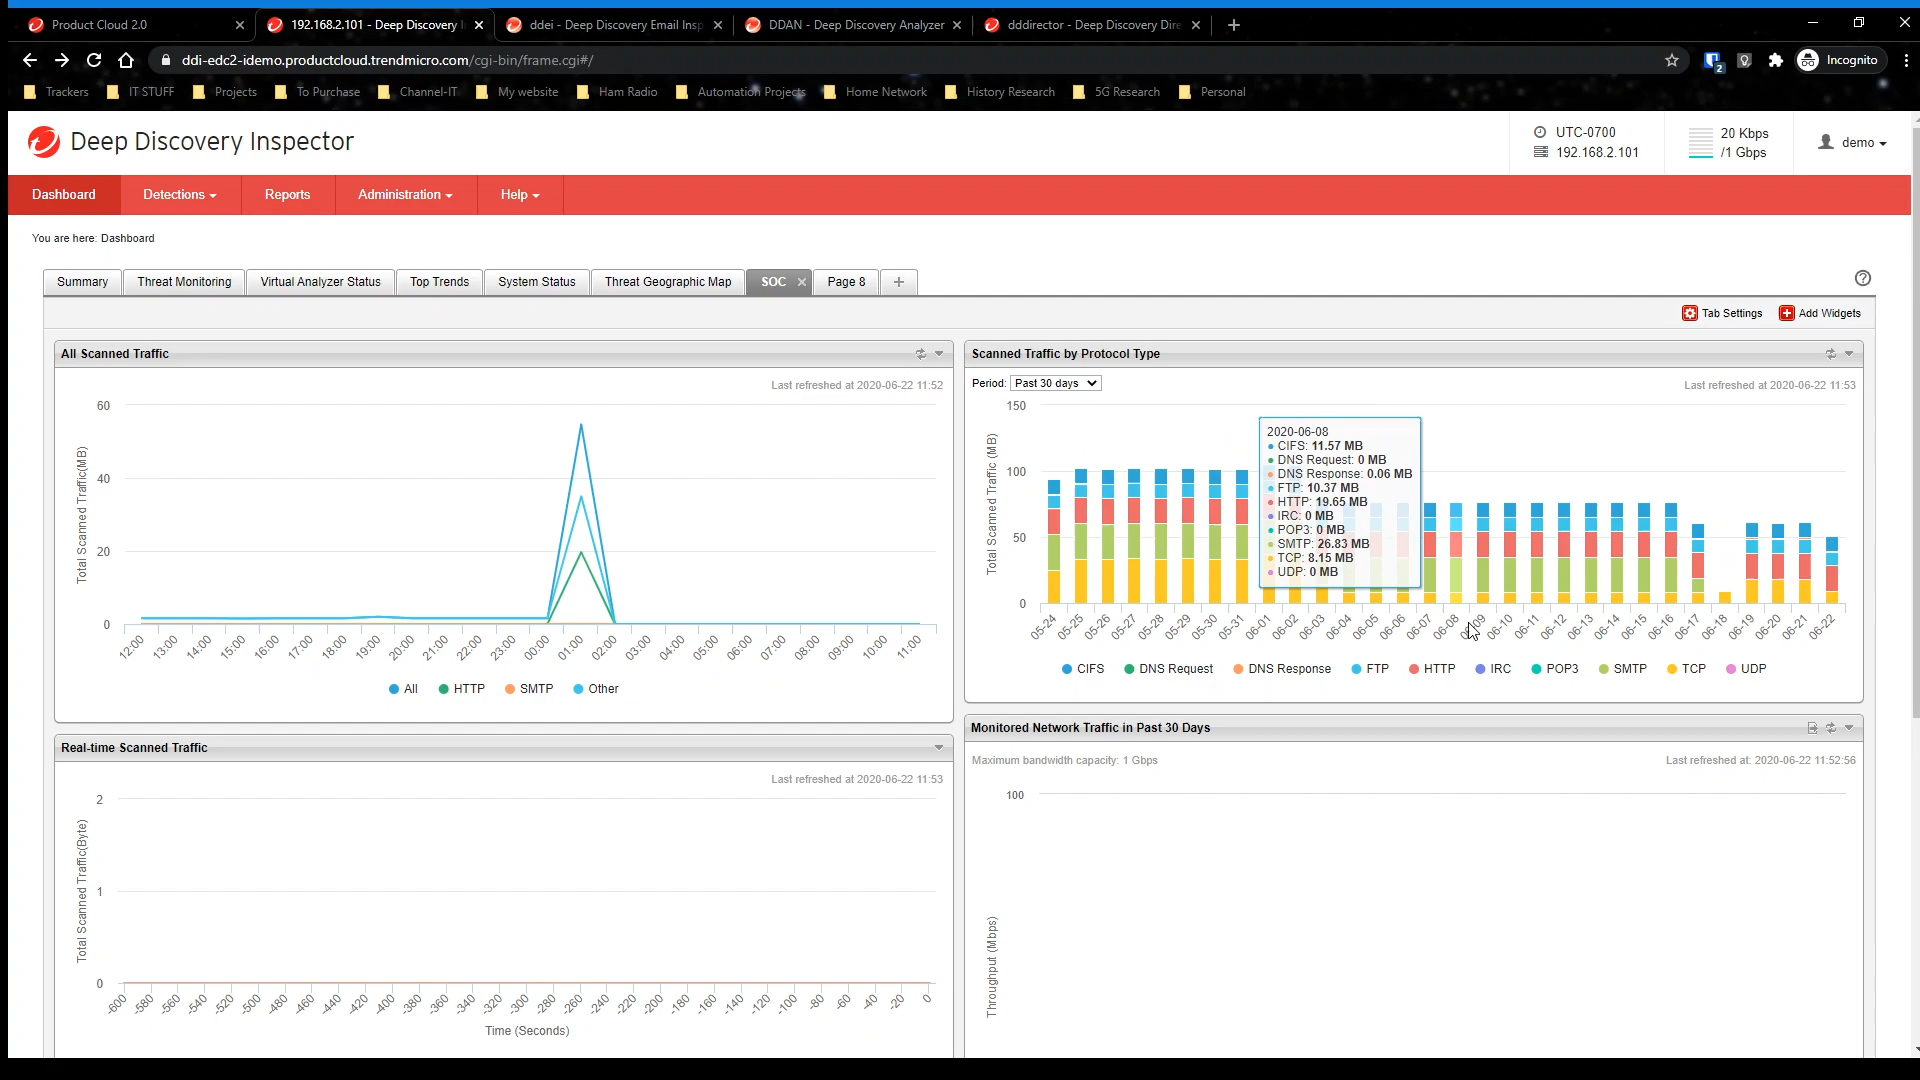 Product Cloud 2.0
192.168.2.101 - Deep Discovery I
ddei - Deep Discovery Email Insp
DDAN - Deep Discovery Analyzer
dddirector - Deep Discovery Dire
ddi-edc2-idemo.productcloud.trendmicro.com/cgi-bin/frame.cgi#/
2
Incognito
Trackers IT STUFF Projects To Purchase Channel-IT My website Ham Radio Automation Projects Home Network History Research 5G Research Personal
Deep Discovery Inspector
UTC-0700
192.168.2.101
20 Kbps
/1 Gbps
demo
Dashboard Detections Reports Administration Help
You are here: Dashboard
Summary Threat Monitoring Virtual Analyzer Status Top Trends System Status Threat Geographic Map SOC Page 8 +
Tab Settings Add Widgets
All Scanned Traffic
Last refreshed at 2020-06-22 11:52
Total Scanned Traffic(MB)
60
40
20
0
12:00 13:00 14:00 15:00 16:00 17:00 18:00 19:00 20:00 21:00 22:00 23:00 00:00 01:00 02:00 03:00 04:00 05:00 06:00 07:00 08:00 09:00 10:00 11:00
All HTTP SMTP Other
Scanned Traffic by Protocol Type
Period: Past 30 days
Last refreshed at 2020-06-22 11:53
Total Scanned Traffic (MB)
150
100
50
0
2020-06-08
CIFS: 11.57 MB
DNS Request: 0 MB
DNS Response: 0.06 MB
FTP: 10.37 MB
HTTP: 19.65 MB
IRC: 0 MB
POP3: 0 MB
SMTP: 26.83 MB
TCP: 8.15 MB
UDP: 0 MB
05-24 05-25 05-26 05-27 05-28 05-29 05-30 05-31 06-01 06-02 06-03 06-04 06-05 06-06 06-07 06-08 06-09 06-10 06-11 06-12 06-13 06-14 06-15 06-16 06-17 06-18 06-19 06-20 06-21 06-22
CIFS DNS Request DNS Response FTP HTTP IRC POP3 SMTP TCP UDP
Real-time Scanned Traffic
Last refreshed at 2020-06-22 11:53
Total Scanned Traffic(Byte)
2
1
0
-600 -580 -560 -540 -520 -500 -480 -460 -440 -420 -400 -380 -360 -340 -320 -300 -280 -260 -240 -220 -200 -180 -160 -140 -120 -100 -80 -60 -40 -20 0
Time (Seconds)
Monitored Network Traffic in Past 30 Days
Maximum bandwidth capacity: 1 Gbps
Last refreshed at: 2020-06-22 11:52:56
100
Throughput (Mbps)